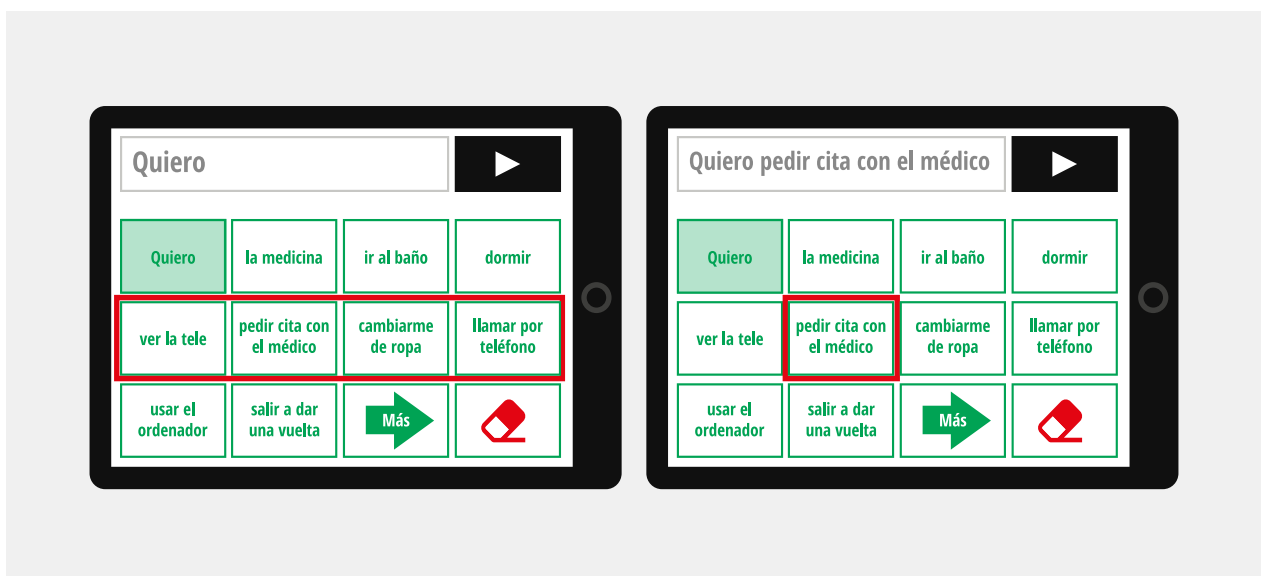 Quiero
Quiero
la medicina
ir al baño
dormir
ver la tele
pedir cita con
el médico
cambiarme
de ropa
llamar por
teléfono
usar el
ordenador
salir a dar
una vuelta
Más
Quiero pedir cita con el médico
Quiero
la medicina
ir al baño
dormir
ver la tele
pedir cita con
el médico
cambiarme
de ropa
llamar por
teléfono
usar el
ordenador
salir a dar
una vuelta
Más